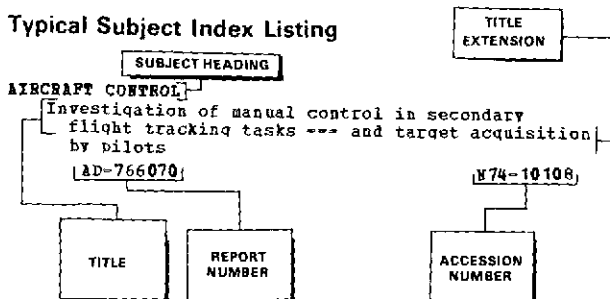 Typical Subject Index Listing
TITLE
EXTENSION
SUBJECT HEADING
AIRCRAFT CONTROL
Investigation of manual control in secondary
flight tracking tasks --- and target acquisition
by pilots
AD-766070
N74-10108
TITLE
REPORT
NUMBER
ACCESSION
NUMBER